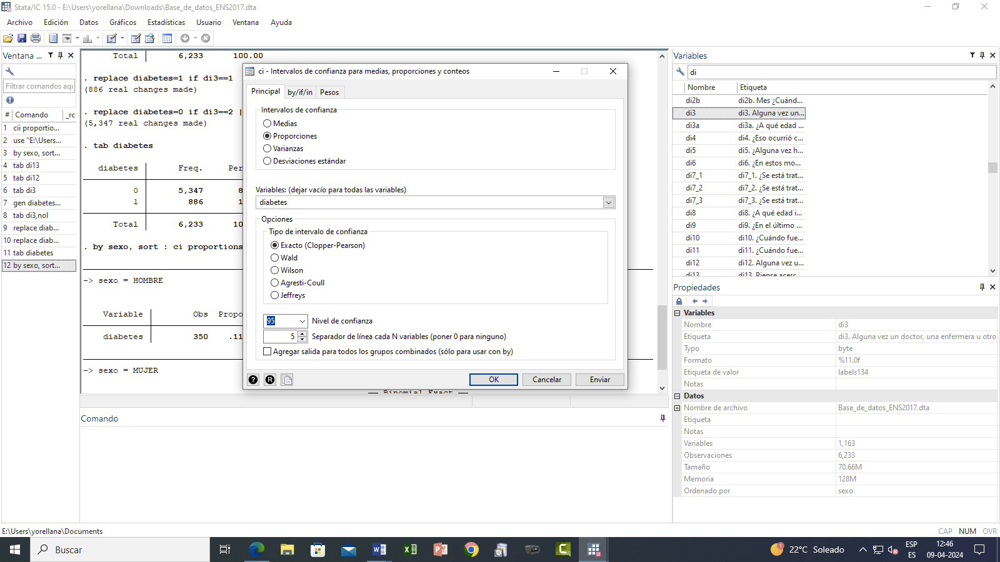 Stata/IC 15.0 - E:\Users\yorellana\Downloads\Base_de_datos_ENS2017.dta
Archivo Edición Datos Gráficos Estadísticas Usuario Ventana Ayuda
Ventana ...
Filtrar comandos aqu
# Comando _rc
1 cii proportio...
2 use "E:\Users...
3 by sexo, sort...
4 tab di13
5 tab di12
6 tab di3
7 gen diabetes...
8 tab di3,nol
9 replace diab...
10 replace diab...
11 tab diabetes
12 by sexo, sort...
Total 6,233 100.00
. replace diabetes=1 if di3==1
(886 real changes made)
. replace diabetes=0 if di3==2 |
(5,347 real changes made)
. tab diabetes
diabetes Freq. Per
0 5,347 8
1 886 1
Total 6,233 10
. by sexo, sort : ci proportions
-> sexo = HOMBRE
Variable Obs Propo
diabetes 350 .11
-> sexo = MUJER
Binomial Exact
Comando
ci - Intervalos de confianza para medias, proporciones y conteos
Principal by/if/in Pesos
Intervalos de confianza
Medias
Proporciones
Varianzas
Desviaciones estándar
Variables: (dejar vacío para todas las variables)
diabetes
Opciones
Tipo de intervalo de confianza
Exacto (Clopper-Pearson)
Wald
Wilson
Agresti-Coull
Jeffreys
95 Nivel de confianza
5 Separador de línea cada N variables (poner 0 para ninguno)
Agregar salida para todos los grupos combinados (sólo para usar con by)
? R OK Cancelar Enviar
Variables
di
Nombre Etiqueta
di2b di2b. Mes ¿Cuánd...
di3 di3. Alguna vez un...
di3a di3a. ¿A qué edad ...
di4 di4. ¿Eso ocurrió c...
di5 di5. ¿Alguna vez h...
di6 di6. ¿En estos mo...
di7_1 di7_1. ¿Se está trat...
di7_2 di7_2. ¿Se está trat...
di7_3 di7_3. ¿Se está trat...
di8 di8. ¿A qué edad i...
di9 di9. ¿En el último ...
di10 di10. ¿Cuándo fue...
di11 di11. ¿Cuándo fue...
di12 di12. Alguna vez u...
di13 di13. Piense acerc...
Propiedades
Variables
Nombre di3
Etiqueta di3. Alguna vez un doctor, una enfermera u otro
Typo byte
Formato %11.0f
Etiqueta de valor labels134
Notas
Datos
Nombre de archivo Base_de_datos_ENS2017.dta
Etiqueta
Notas
Variables 1,163
Observaciones 6,233
Tamaño 70.66M
Memoria 128M
Ordenado por sexo
E:\Users\yorellana\Documents
CAP NUM OVR
Buscar
1 22°C Soleado
ESP
ES
12:46
09-04-2024